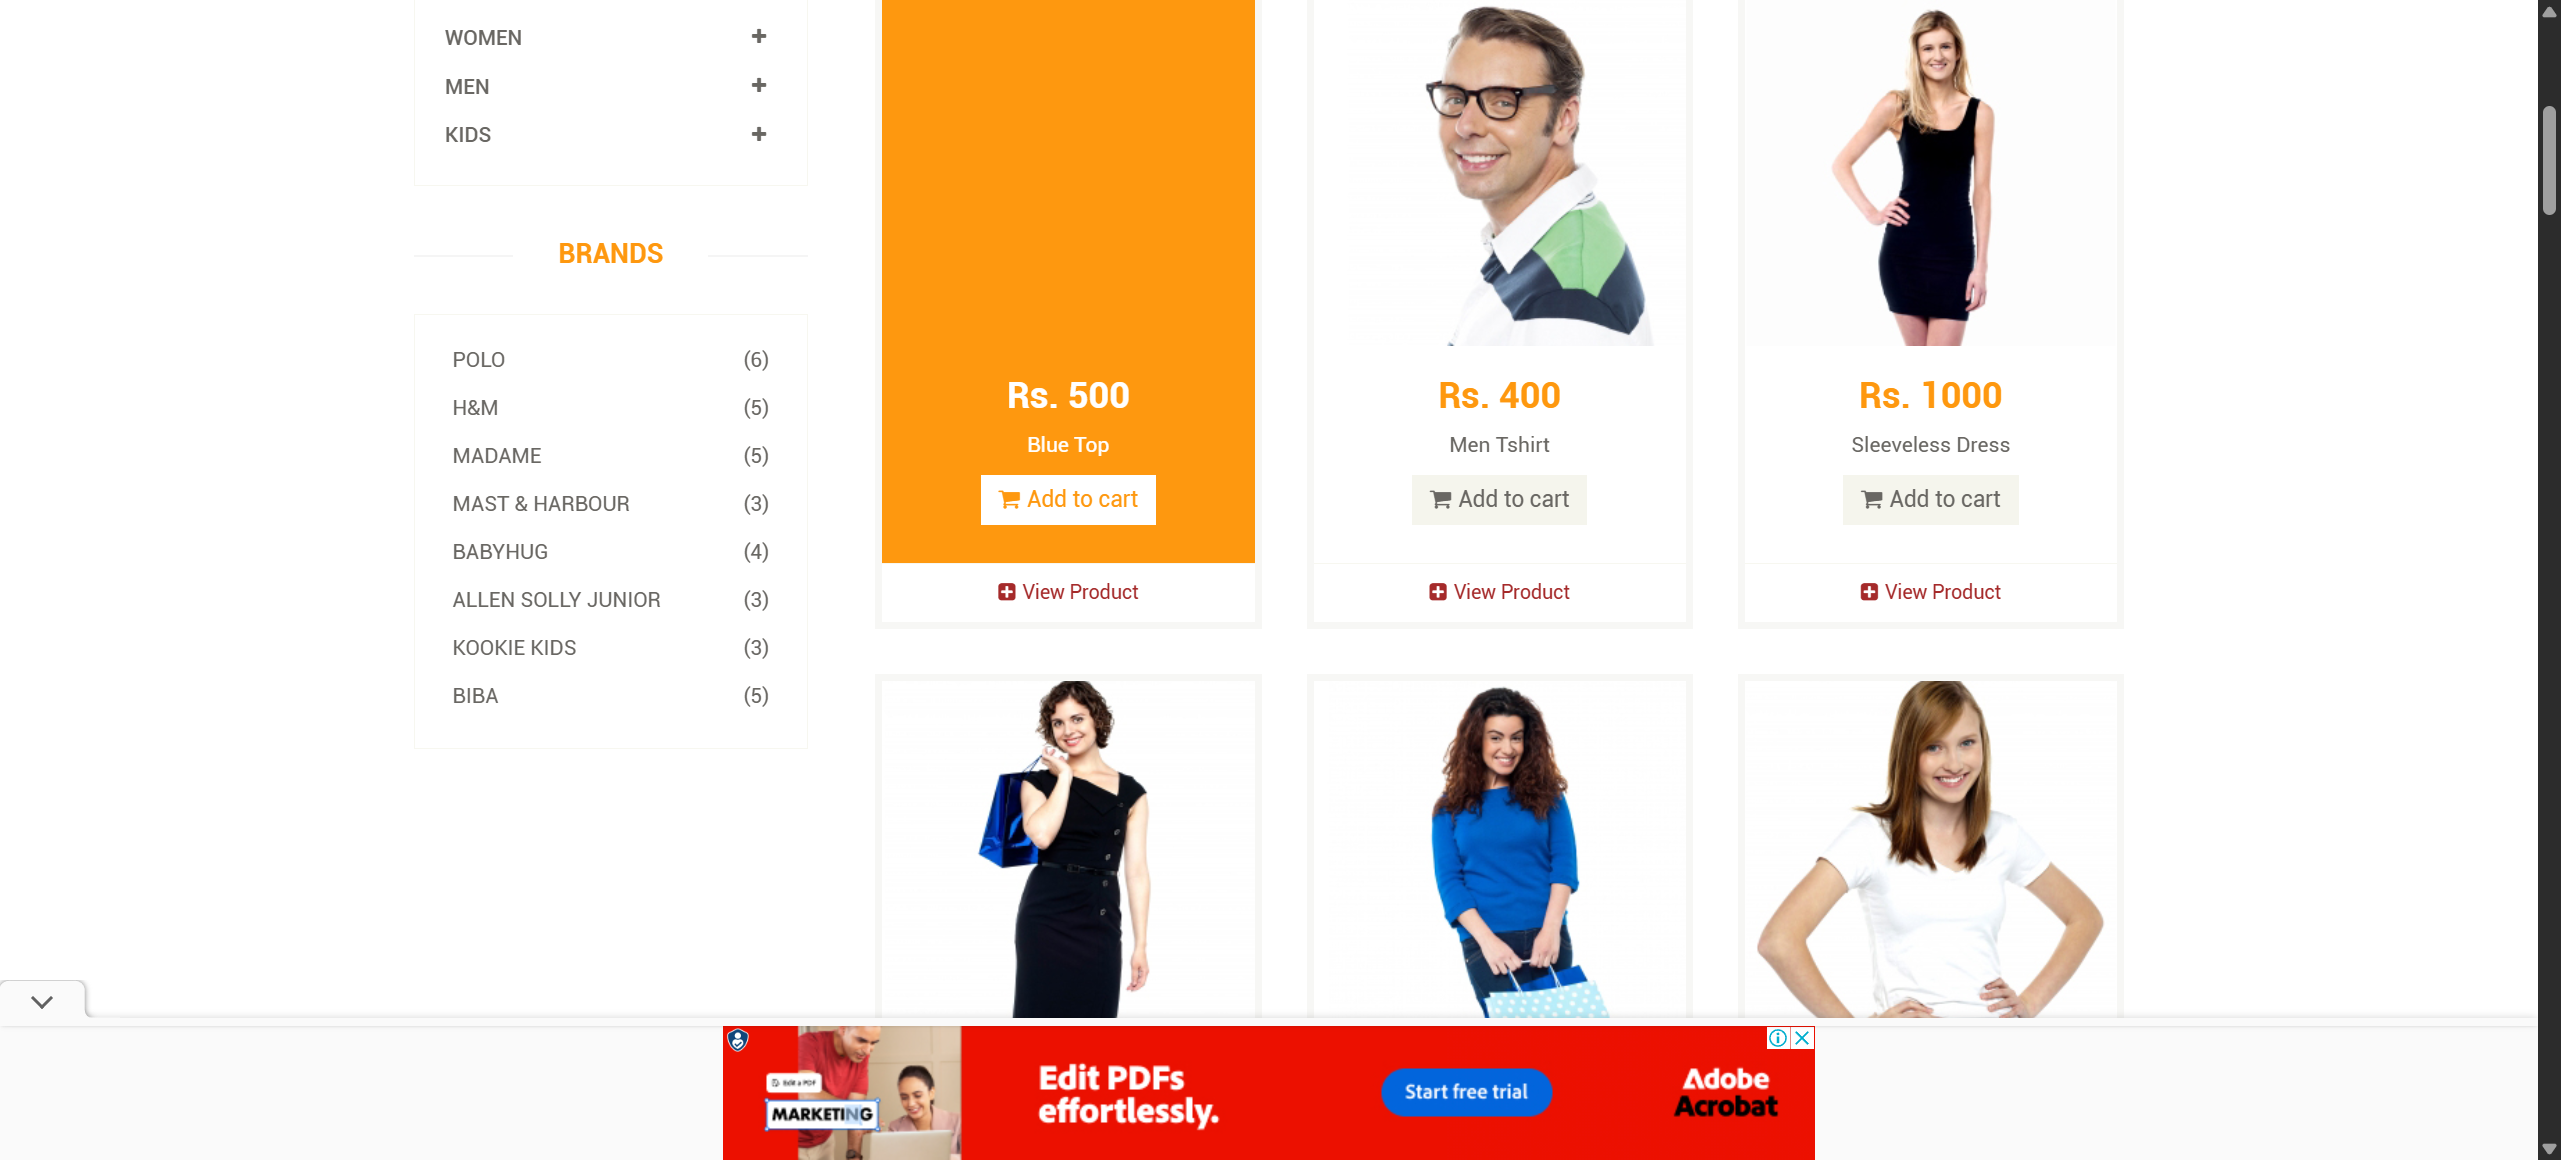 WOMEN
MEN
KIDS
BRANDS
POLO (6)
H&M (5)
MADAME (5)
MAST & HARBOUR (3)
BABYHUG (4)
ALLEN SOLLY JUNIOR (3)
KOOKIE KIDS (3)
BIBA (5)
Rs. 500
Blue Top
Add to cart
View Product
Rs. 400
Men Tshirt
Add to cart
View Product
Rs. 1000
Sleeveless Dress
Add to cart
View Product
Edit a PDF
MARKETING
Edit PDFs
effortlessly.
Start free trial
Adobe
Acrobat